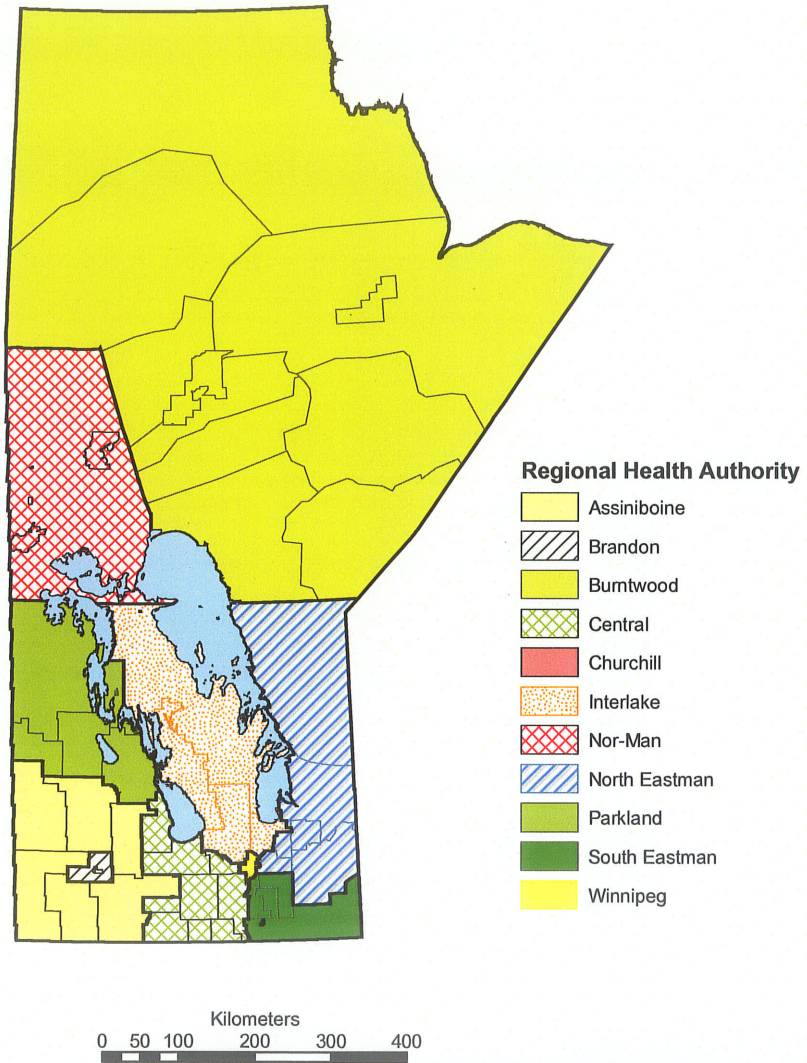 Regional Health Authority
Assiniboine
Brandon
Burntwood
Central
Churchill
Interlake
Nor-Man
North Eastman
Parkland
South Eastman
Winnipeg
Kilometers
0 50 100 200 300 400